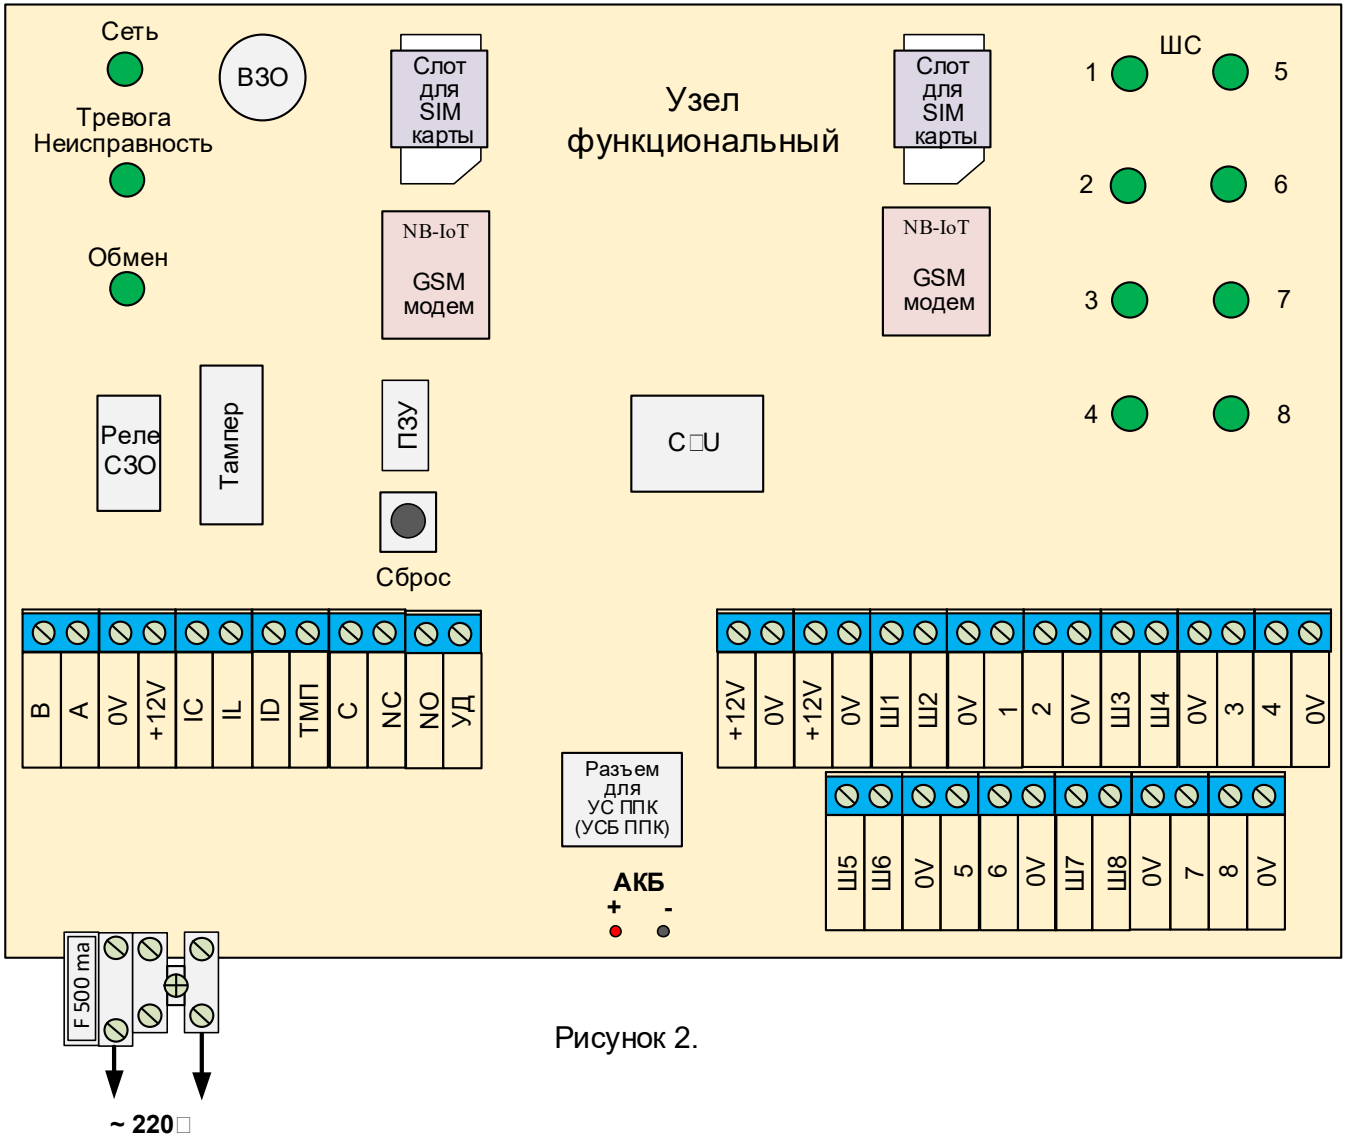 Сеть
ВЗО
Слот
для
SIM
карты
Узел
функциональный
Слот
для
SIM
карты
ШС
1
5
Тревога
Неисправность
2
6
NB-IoT
GSM
модем
NB-IoT
GSM
модем
Обмен
3
7
Реле
СЗО
Тампер
ПЗУ
C□U
4
8
Сброс
B
A
0V
+12V
IC
IL
ID
ТМП
C
NC
NO
УД
+12V
0V
+12V
0V
Ш1
Ш2
0V
1
2
0V
Ш3
Ш4
0V
3
4
0V
Разъем
для
УС ППК
(УСБ ППК)
Ш5
Ш6
0V
5
6
0V
Ш7
Ш8
0V
7
8
0V
АКБ
+ -
F 500 ma
Рисунок 2.
~ 220□